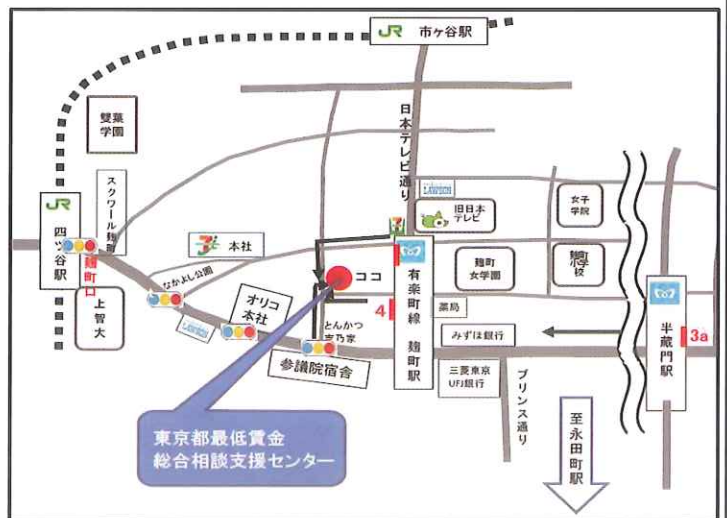 JR 市ヶ谷駅
雙葉学園
日本テレビ通り
LAWSON
旧日本テレビ
女子学院
スクワール麹町
JR 四ツ谷駅
麹町口
本社
有楽町線 麹町駅
麹町女学園
麹町小学校
なかよし公園
ココ
上智大
オリコ本社
LAWSON
4
薬局
とんかつ
みずほ銀行
半蔵門駅
3a
参議院宿舎
三菱東京UFJ銀行
プリンス通り
至永田町駅
東京都最低賃金
総合相談支援センター